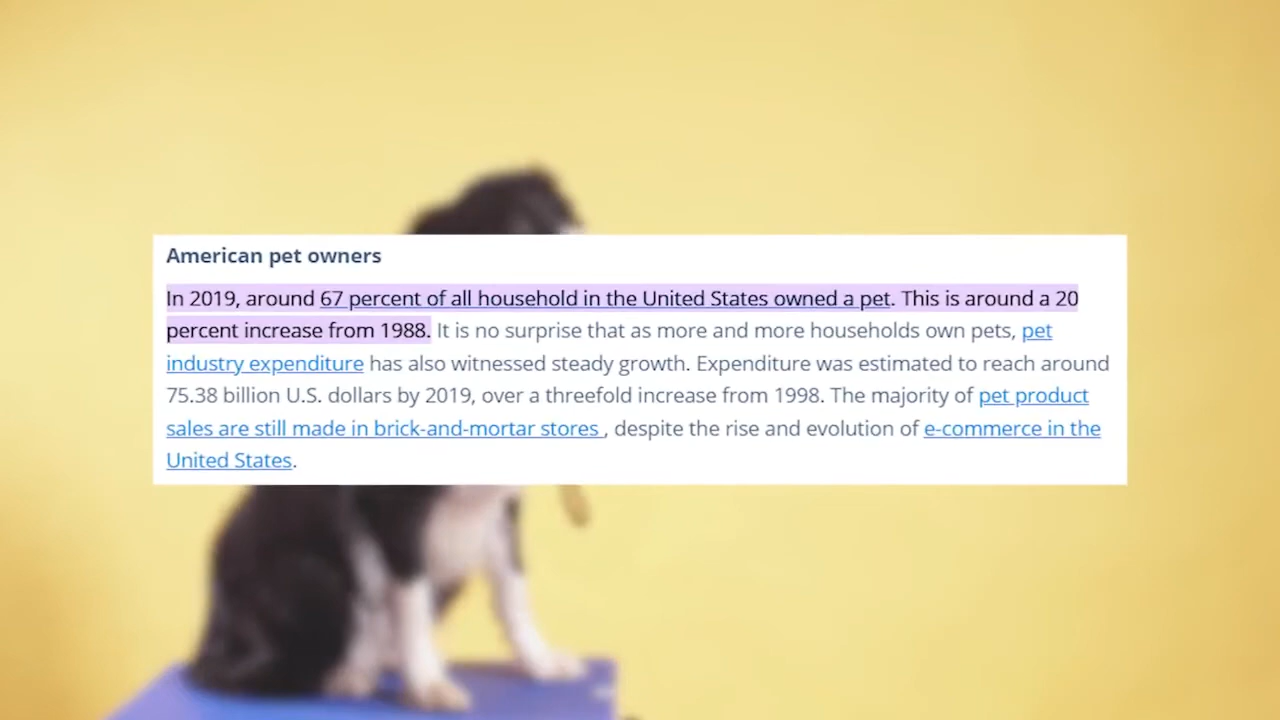 American pet owners
In 2019, around 67 percent of all household in the United States owned a pet. This is around a 20
percent increase from 1988. It is no surprise that as more and more households own pets, pet
industry expenditure has also witnessed steady growth. Expenditure was estimated to reach around
75.38 billion U.S. dollars by 2019, over a threefold increase from 1998. The majority of pet product
sales are still made in brick-and-mortar stores , despite the rise and evolution of e-commerce in the
United States.